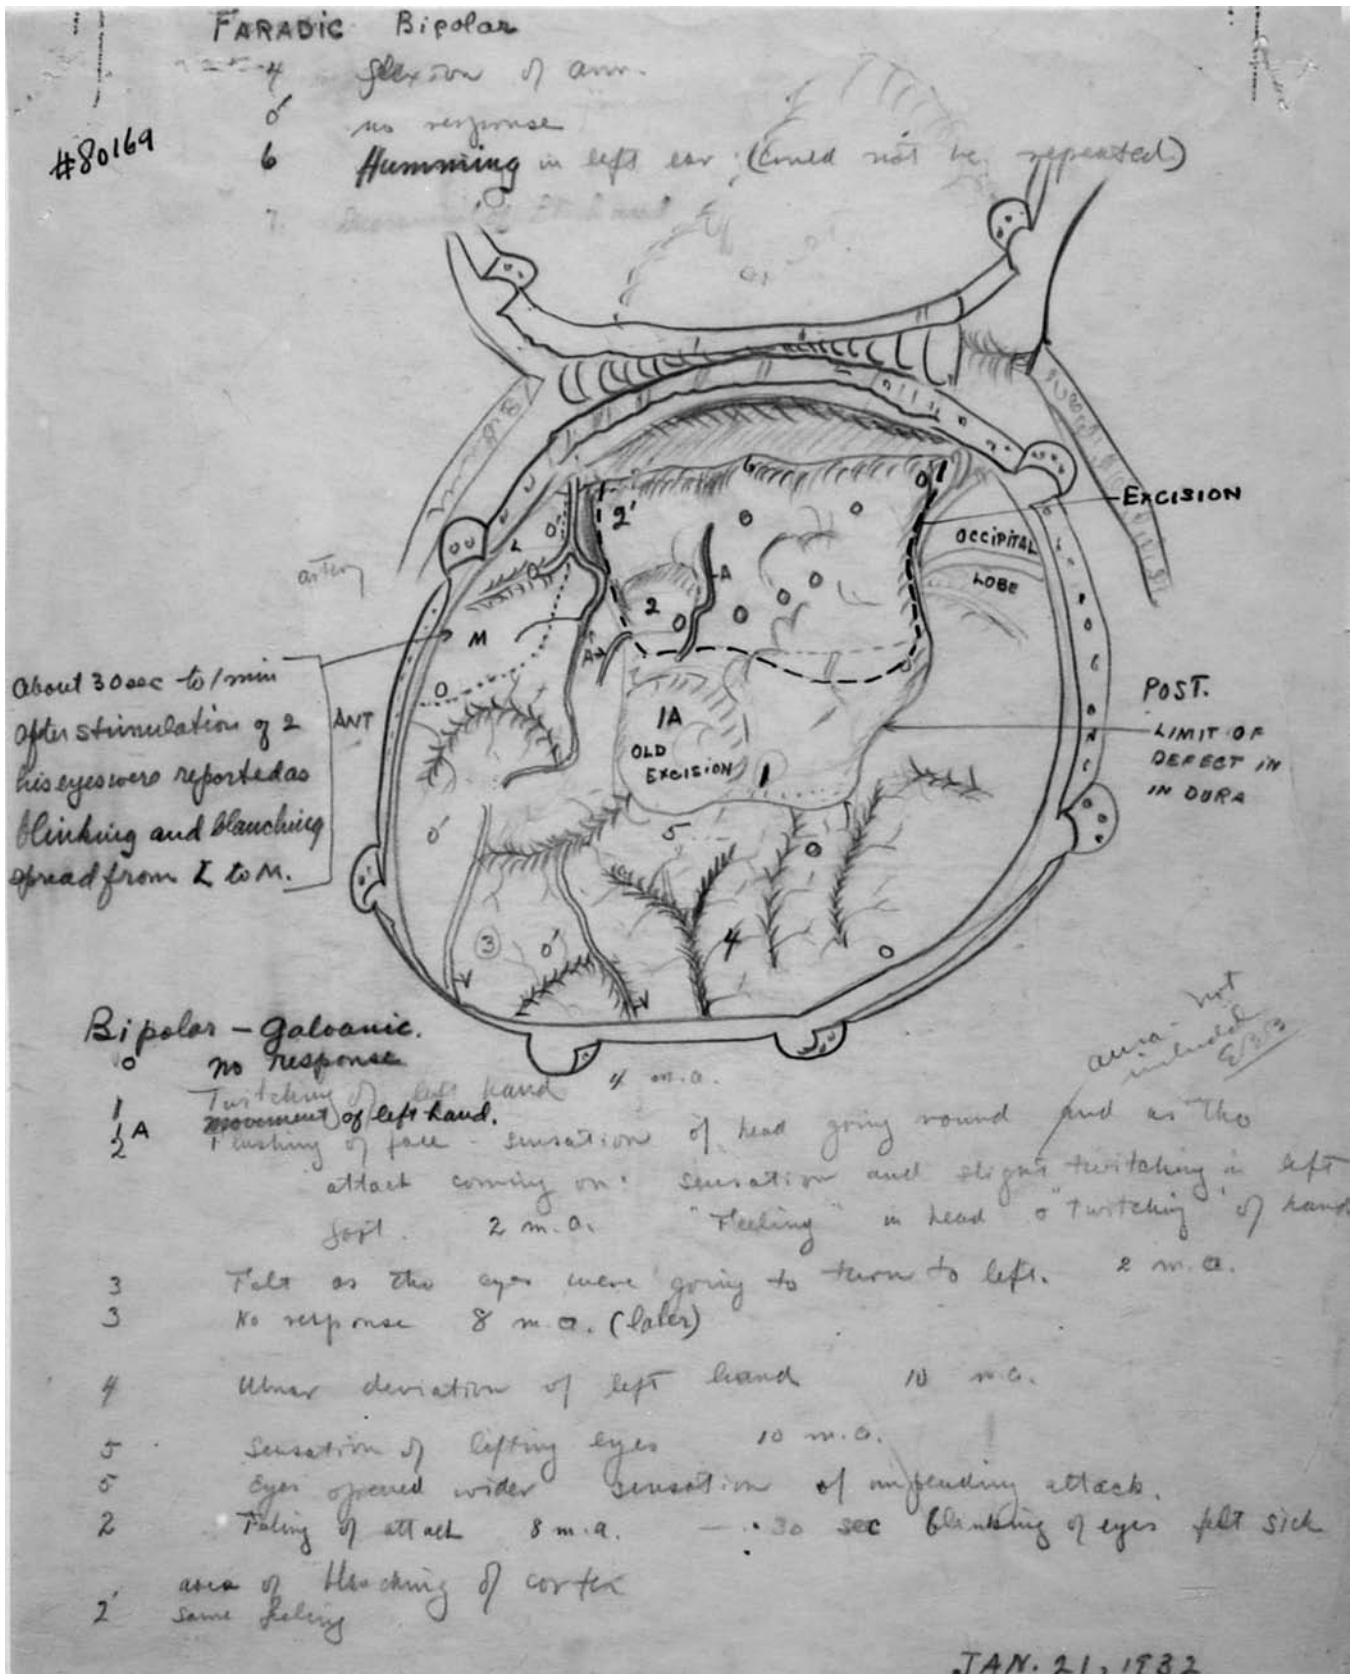 FARADIC Bipolar
4 flexion of arm.
0' no response
#80169
6 Humming in left ear (could not be repeated)
7.
EXCISION
2'
0'
0
OCCIPITAL
LOBE
artery
L
A
2
M
A
About 30 sec to 1 min
after stimulation of 2
his eyes were reported as
blinking and blanching
spread from L to M.
ANT
1A
OLD
EXCISION
1
POST.
LIMIT OF
DEFECT IN
IN DURA
0'
5
3
0'
4
0
V
V
Bipolar - Galvanic.
0 no response
not
included
1 Twitching of left hand 4 m.a.
1A movement of left hand.
2 Flushing of face - sensation of head going round and as tho
attack coming on. sensation and slight twitching in left
foot. 2 m.a. "Feeling" in head & "twitching" of hand
3 Felt as tho eyes were going to turn to left. 2 m.a.
3 No response 8 m.a. (later)
4 Ulnar deviation of left hand 10 m.a.
5 Sensation of lifting eyes 10 m.a.
5 Eyes opened wider sensation of impending attack.
2 Feling of attack 8 m.a. — 30 sec blinking of eyes felt sick
area of blanching of cortex
2' same feeling
JAN. 21, 1932